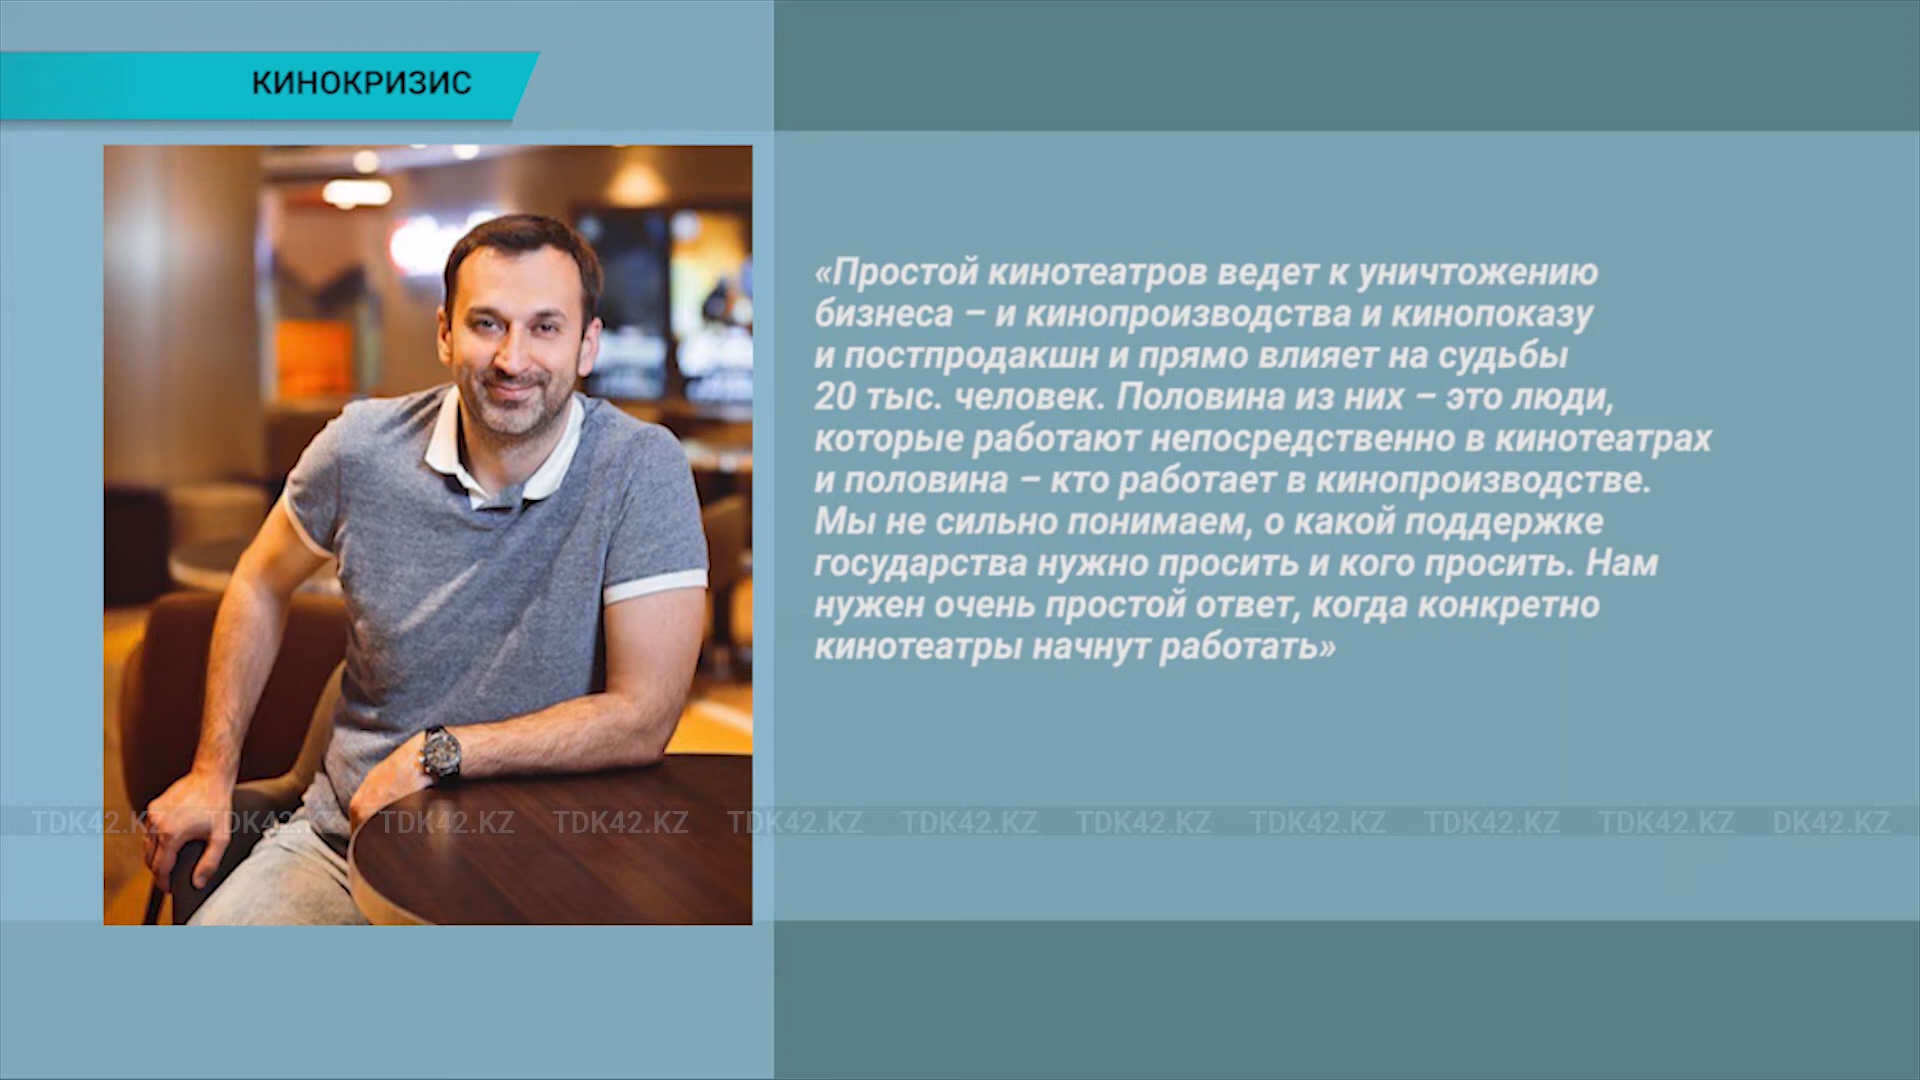 КИНОКРИЗИС
«Простой кинотеатров ведет к уничтожению
бизнеса – и кинопроизводства и кинопоказу
и постпродакшн и прямо влияет на судьбы
20 тыс. человек. Половина из них – это люди,
которые работают непосредственно в кинотеатрах
и половина – кто работает в кинопроизводстве.
Мы не сильно понимаем, о какой поддержке
государства нужно просить и кого просить. Нам
нужен очень простой ответ, когда конкретно
кинотеатры начнут работать»
TDK42.KZ TDK42.KZ TDK42.KZ TDK42.KZ TDK42.KZ TDK42.KZ TDK42.KZ TDK42.KZ TDK42.KZ TDK42.KZ DK42.KZ